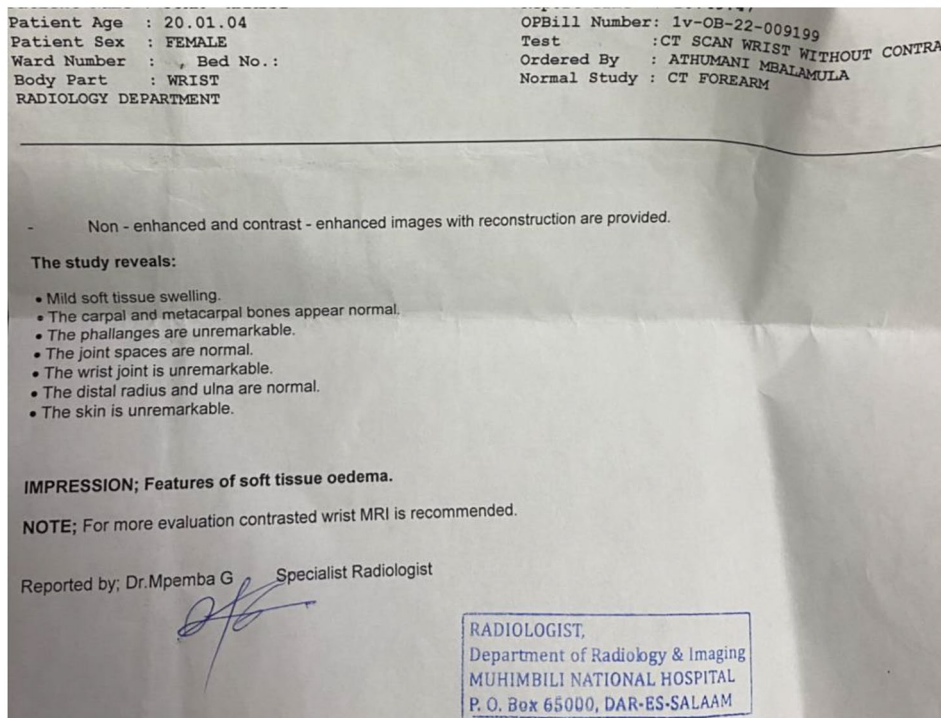 Patient Age : 20.01.04
Patient Sex : FEMALE
Ward Number : , Bed No.:
Body Part : WRIST
RADIOLOGY DEPARTMENT
OPBill Number: 1v-OB-22-009199
Test :CT SCAN WRIST WITHOUT CONTRA
Ordered By : ATHUMANI MBALAMULA
Normal Study : CT FOREARM
- Non - enhanced and contrast - enhanced images with reconstruction are provided.
The study reveals:
• Mild soft tissue swelling.
• The carpal and metacarpal bones appear normal.
• The phallanges are unremarkable.
• The joint spaces are normal.
• The wrist joint is unremarkable.
• The distal radius and ulna are normal.
• The skin is unremarkable.
IMPRESSION; Features of soft tissue oedema.
NOTE; For more evaluation contrasted wrist MRI is recommended.
Reported by; Dr.Mpemba G Specialist Radiologist
RADIOLOGIST,
Department of Radiology & Imaging
MUHIMBILI NATIONAL HOSPITAL
P. O. Box 65000, DAR-ES-SALAAM